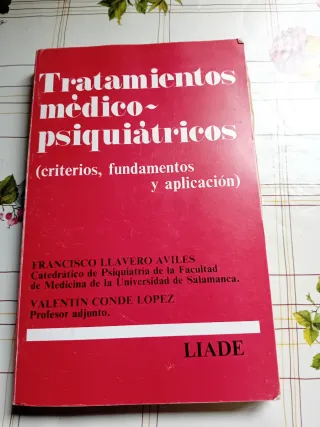 Tratamientos
médico-
psiquiátricos
(criterios, fundamentos
y aplicación)
FRANCISCO LLAVERO AVILES
Catedrático de Psiquiatría de la Facultad
de Medicina de la Universidad de Salamanca.
VALENTIN CONDE LOPEZ
Profesor adjunto.
LIADE